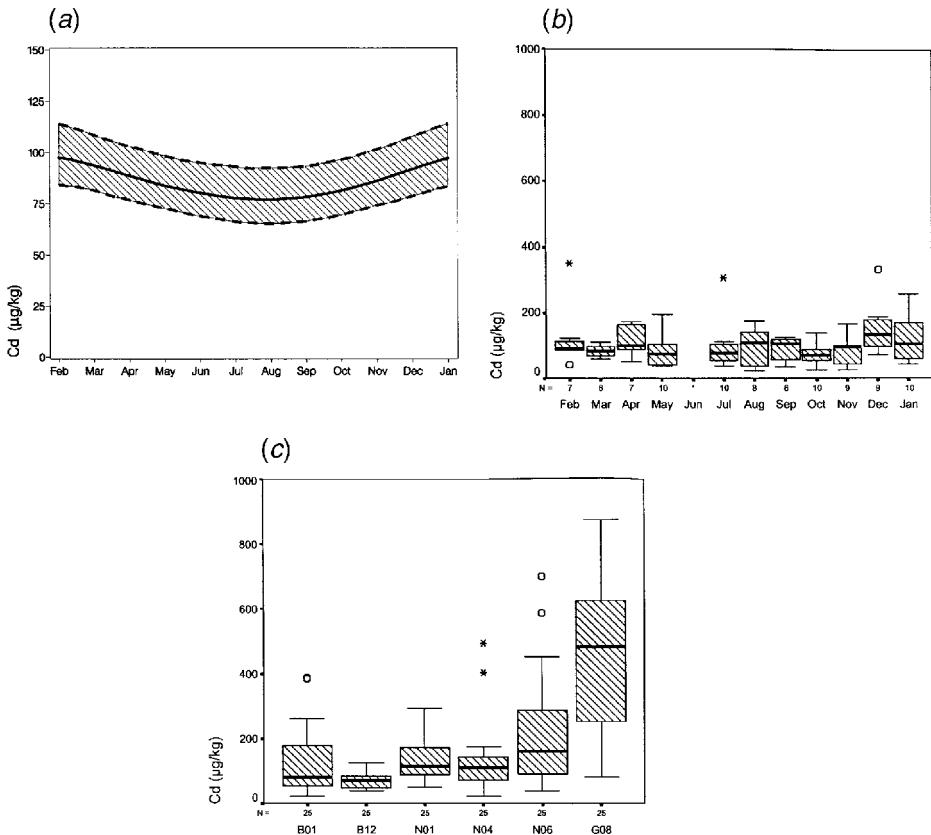 (a)
150
125
100
75
50
25
0
Cd (µg/kg)
Feb Mar Apr May Jun Jul Aug Sep Oct Nov Dec Jan
(b)
1000
800
600
400
200
0
Cd (µg/kg)
N = 7 6 7 10 * 10 8 6 10 9 9 10
Feb Mar Apr May Jun Jul Aug Sep Oct Nov Dec Jan
(c)
1000
800
600
400
200
0
Cd (µg/kg)
N = 25 25 25 25 25 25
B01 B12 N01 N04 N06 G08